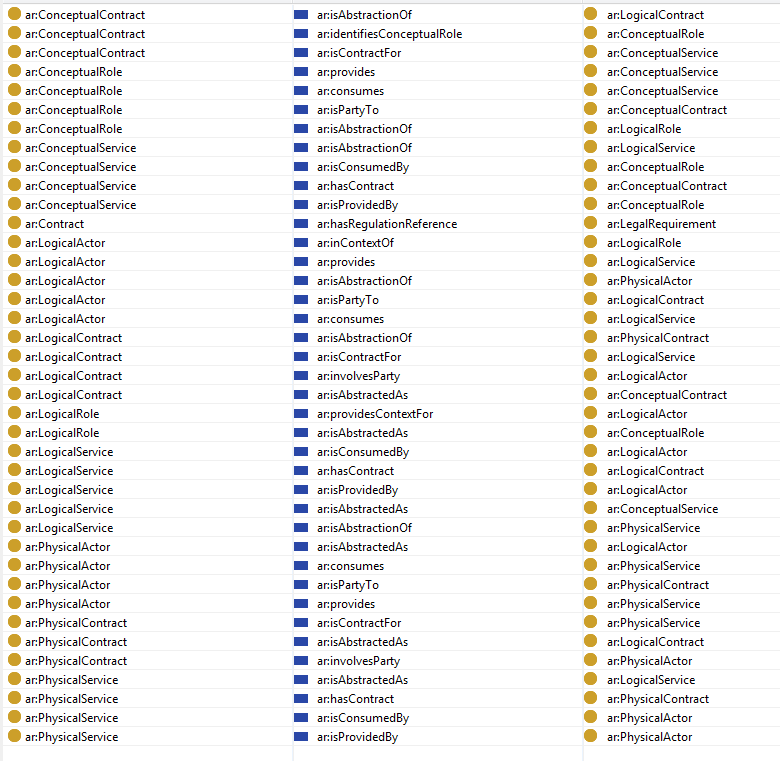 ar:ConceptualContract ar:isAbstractionOf ar:LogicalContract
ar:ConceptualContract ar:identifiesConceptualRole ar:ConceptualRole
ar:ConceptualContract ar:isContractFor ar:ConceptualService
ar:ConceptualRole ar:provides ar:ConceptualService
ar:ConceptualRole ar:consumes ar:ConceptualService
ar:ConceptualRole ar:isPartyTo ar:ConceptualContract
ar:ConceptualRole ar:isAbstractionOf ar:LogicalRole
ar:ConceptualService ar:isAbstractionOf ar:LogicalService
ar:ConceptualService ar:isConsumedBy ar:ConceptualRole
ar:ConceptualService ar:hasContract ar:ConceptualContract
ar:ConceptualService ar:isProvidedBy ar:ConceptualRole
ar:Contract ar:hasRegulationReference ar:LegalRequirement
ar:LogicalActor ar:inContextOf ar:LogicalRole
ar:LogicalActor ar:provides ar:LogicalService
ar:LogicalActor ar:isAbstractionOf ar:PhysicalActor
ar:LogicalActor ar:isPartyTo ar:LogicalContract
ar:LogicalActor ar:consumes ar:LogicalService
ar:LogicalContract ar:isAbstractionOf ar:PhysicalContract
ar:LogicalContract ar:isContractFor ar:LogicalService
ar:LogicalContract ar:involvesParty ar:LogicalActor
ar:LogicalContract ar:isAbstractedAs ar:ConceptualContract
ar:LogicalRole ar:providesContextFor ar:LogicalActor
ar:LogicalRole ar:isAbstractedAs ar:ConceptualRole
ar:LogicalService ar:isConsumedBy ar:LogicalActor
ar:LogicalService ar:hasContract ar:LogicalContract
ar:LogicalService ar:isProvidedBy ar:LogicalActor
ar:LogicalService ar:isAbstractedAs ar:ConceptualService
ar:LogicalService ar:isAbstractionOf ar:PhysicalService
ar:PhysicalActor ar:isAbstractedAs ar:LogicalActor
ar:PhysicalActor ar:consumes ar:PhysicalService
ar:PhysicalActor ar:isPartyTo ar:PhysicalContract
ar:PhysicalActor ar:provides ar:PhysicalService
ar:PhysicalContract ar:isContractFor ar:PhysicalService
ar:PhysicalContract ar:isAbstractedAs ar:LogicalContract
ar:PhysicalContract ar:involvesParty ar:PhysicalActor
ar:PhysicalService ar:isAbstractedAs ar:LogicalService
ar:PhysicalService ar:hasContract ar:PhysicalContract
ar:PhysicalService ar:isConsumedBy ar:PhysicalActor
ar:PhysicalService ar:isProvidedBy ar:PhysicalActor